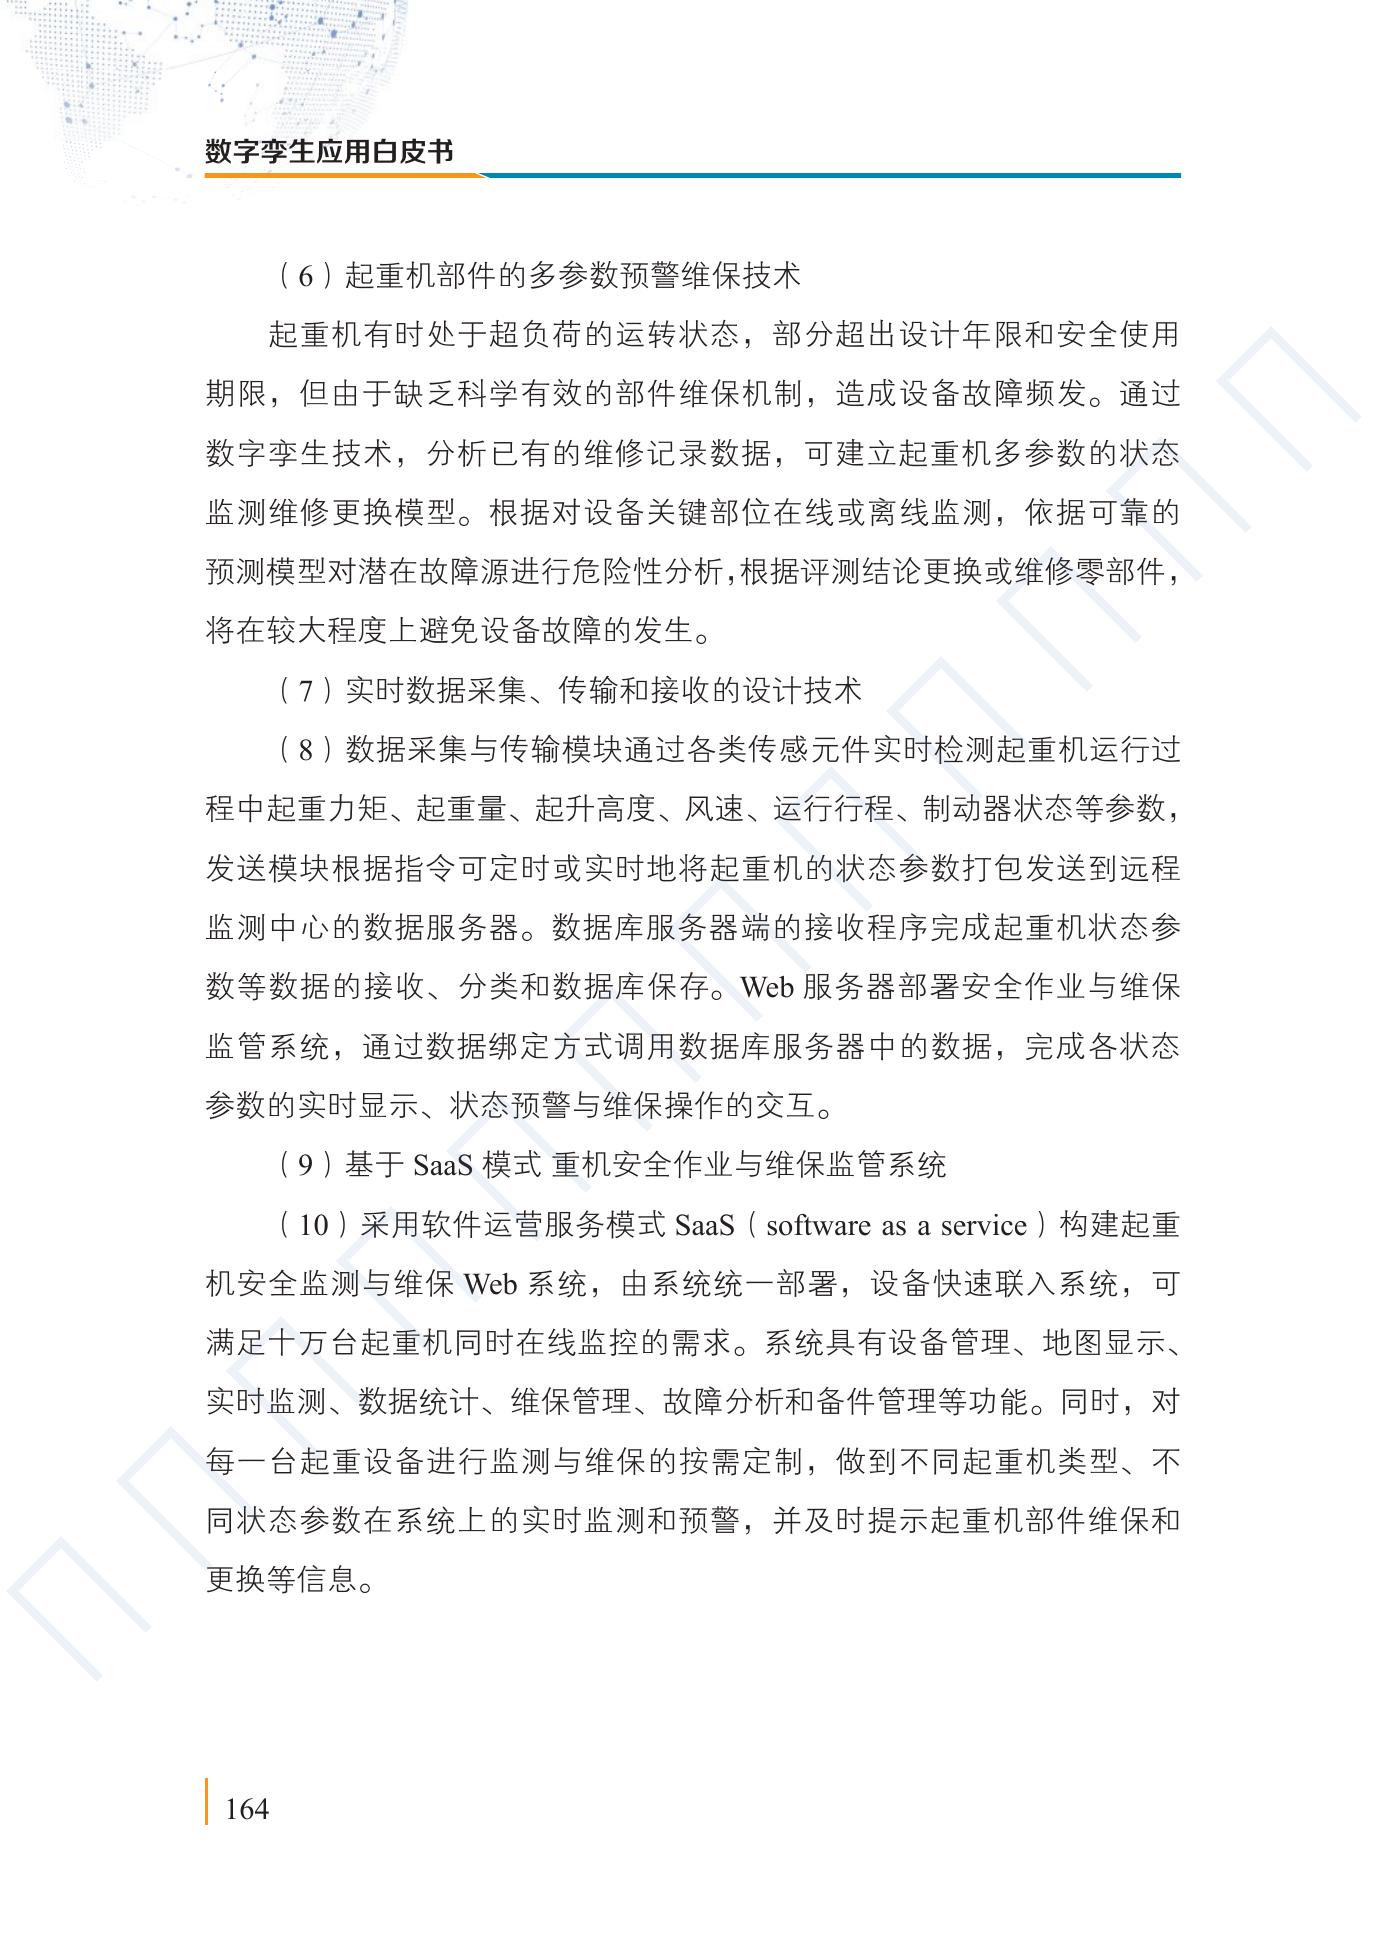 数字孪生应用白皮书
（6）起重机部件的多参数预警维保技术
起重机有时处于超负荷的运转状态，部分超出设计年限和安全使用
期限，但由于缺乏科学有效的部件维保机制，造成设备故障频发。通过
数字孪生技术，分析已有的维修记录数据，可建立起重机多参数的状态
监测维修更换模型。根据对设备关键部位在线或离线监测，依据可靠的
预测模型对潜在故障源进行危险性分析，根据评测结论更换或维修零部件，
将在较大程度上避免设备故障的发生。
（7）实时数据采集、传输和接收的设计技术
（8）数据采集与传输模块通过各类传感元件实时检测起重机运行过
程中起重力矩、起重量、起升高度、风速、运行行程、制动器状态等参数，
发送模块根据指令可定时或实时地将起重机的状态参数打包发送到远程
监测中心的数据服务器。数据库服务器端的接收程序完成起重机状态参
数等数据的接收、分类和数据库保存。Web 服务器部署安全作业与维保
监管系统，通过数据绑定方式调用数据库服务器中的数据，完成各状态
参数的实时显示、状态预警与维保操作的交互。
（9）基于 SaaS 模式 重机安全作业与维保监管系统
（10）采用软件运营服务模式 SaaS（software as a service）构建起重
机安全监测与维保 Web 系统，由系统统一部署，设备快速联入系统，可
满足十万台起重机同时在线监控的需求。系统具有设备管理、地图显示、
实时监测、数据统计、维保管理、故障分析和备件管理等功能。同时，对
每一台起重设备进行监测与维保的按需定制，做到不同起重机类型、不
同状态参数在系统上的实时监测和预警，并及时提示起重机部件维保和
更换等信息。
164